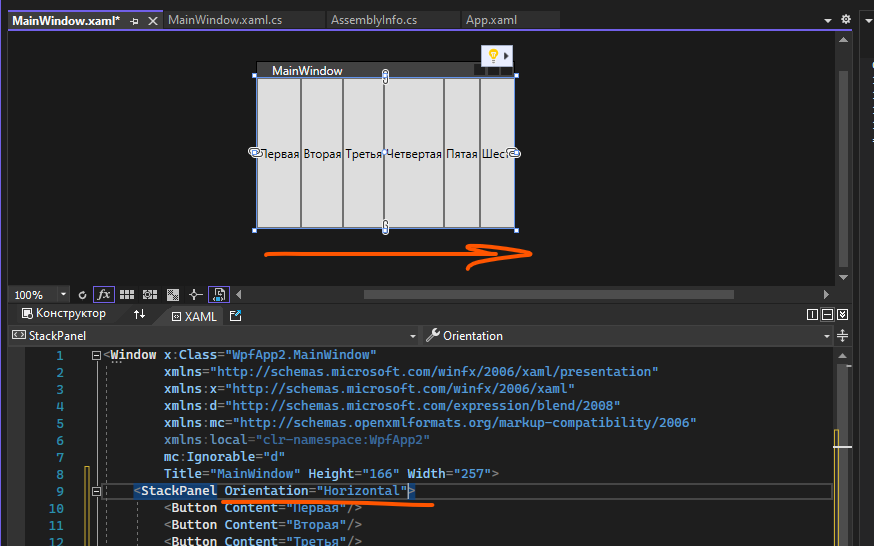 MainWindow.xaml* MainWindow.xaml.cs AssemblyInfo.cs App.xaml
MainWindow
Первая Вторая Третья Четвертая Пятая Шест
100% fx
Конструктор XAML
StackPanel Orientation
1 <Window x:Class="WpfApp2.MainWindow"
2 xmlns="http://schemas.microsoft.com/winfx/2006/xaml/presentation"
3 xmlns:x="http://schemas.microsoft.com/winfx/2006/xaml"
4 xmlns:d="http://schemas.microsoft.com/expression/blend/2008"
5 xmlns:mc="http://schemas.openxmlformats.org/markup-compatibility/2006"
6 xmlns:local="clr-namespace:WpfApp2"
7 mc:Ignorable="d"
8 Title="MainWindow" Height="166" Width="257">
9 <StackPanel Orientation="Horizontal">
10 <Button Content="Первая"/>
11 <Button Content="Вторая"/>
12 <Button Content="Третья"/>